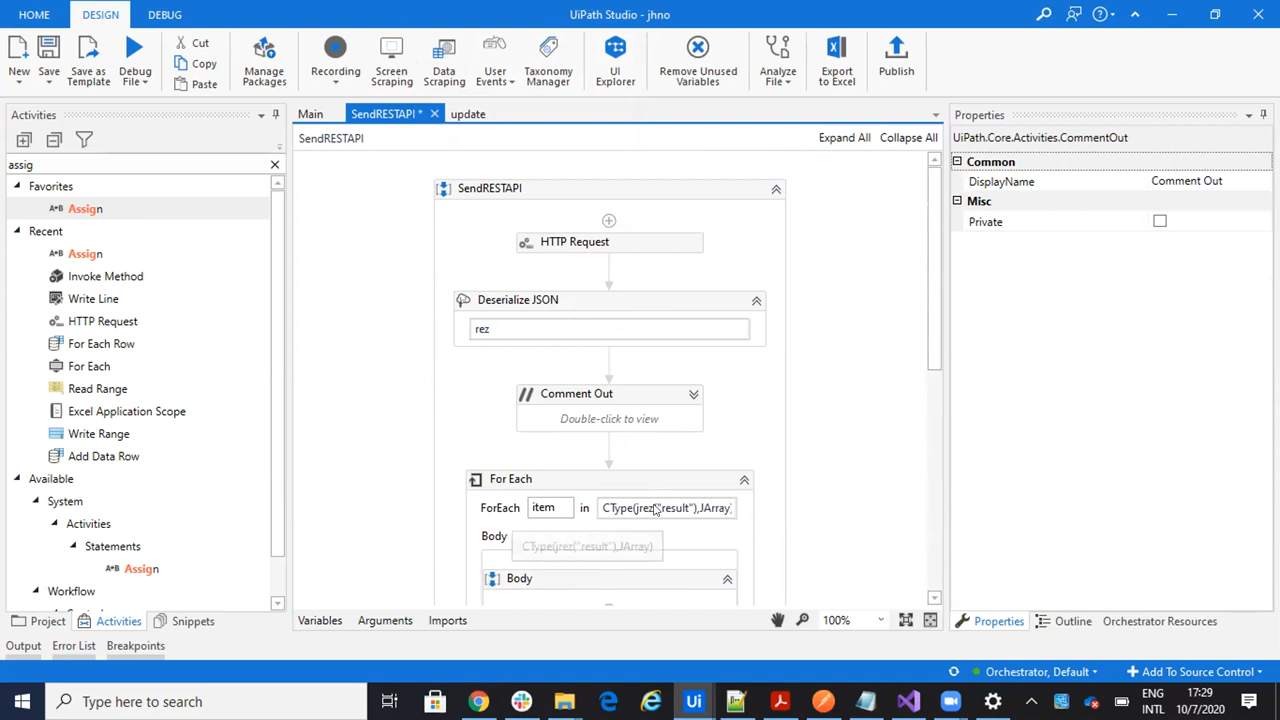 HOME
DESIGN
DEBUG
UiPath Studio - jhno
New
Save
Save as Template
Debug File
Cut
Copy
Paste
Manage Packages
Recording
Screen Scraping
Data Scraping
User Events
Taxonomy Manager
UI Explorer
Remove Unused Variables
Analyze File
Export to Excel
Publish
Activities
assig
Favorites
Assign
Recent
Assign
Invoke Method
Write Line
HTTP Request
For Each Row
For Each
Read Range
Excel Application Scope
Write Range
Add Data Row
Available
System
Activities
Statements
Assign
Workflow
Project
Activities
Snippets
Main
SendRESTAPI *
update
SendRESTAPI
Expand All
Collapse All
SendRESTAPI
HTTP Request
Deserialize JSON
rez
Comment Out
Double-click to view
For Each
ForEach item in CType(jrez("result"),JArray)
Body
CType(jrez("result"),JArray)
Body
Variables
Arguments
Imports
100%
Properties
UiPath.Core.Activities.CommentOut
Common
DisplayName Comment Out
Misc
Private
Properties
Outline
Orchestrator Resources
Output
Error List
Breakpoints
Orchestrator, Default
Add To Source Control
Type here to search
Ui
ENG
INTL
17:29
10/7/2020